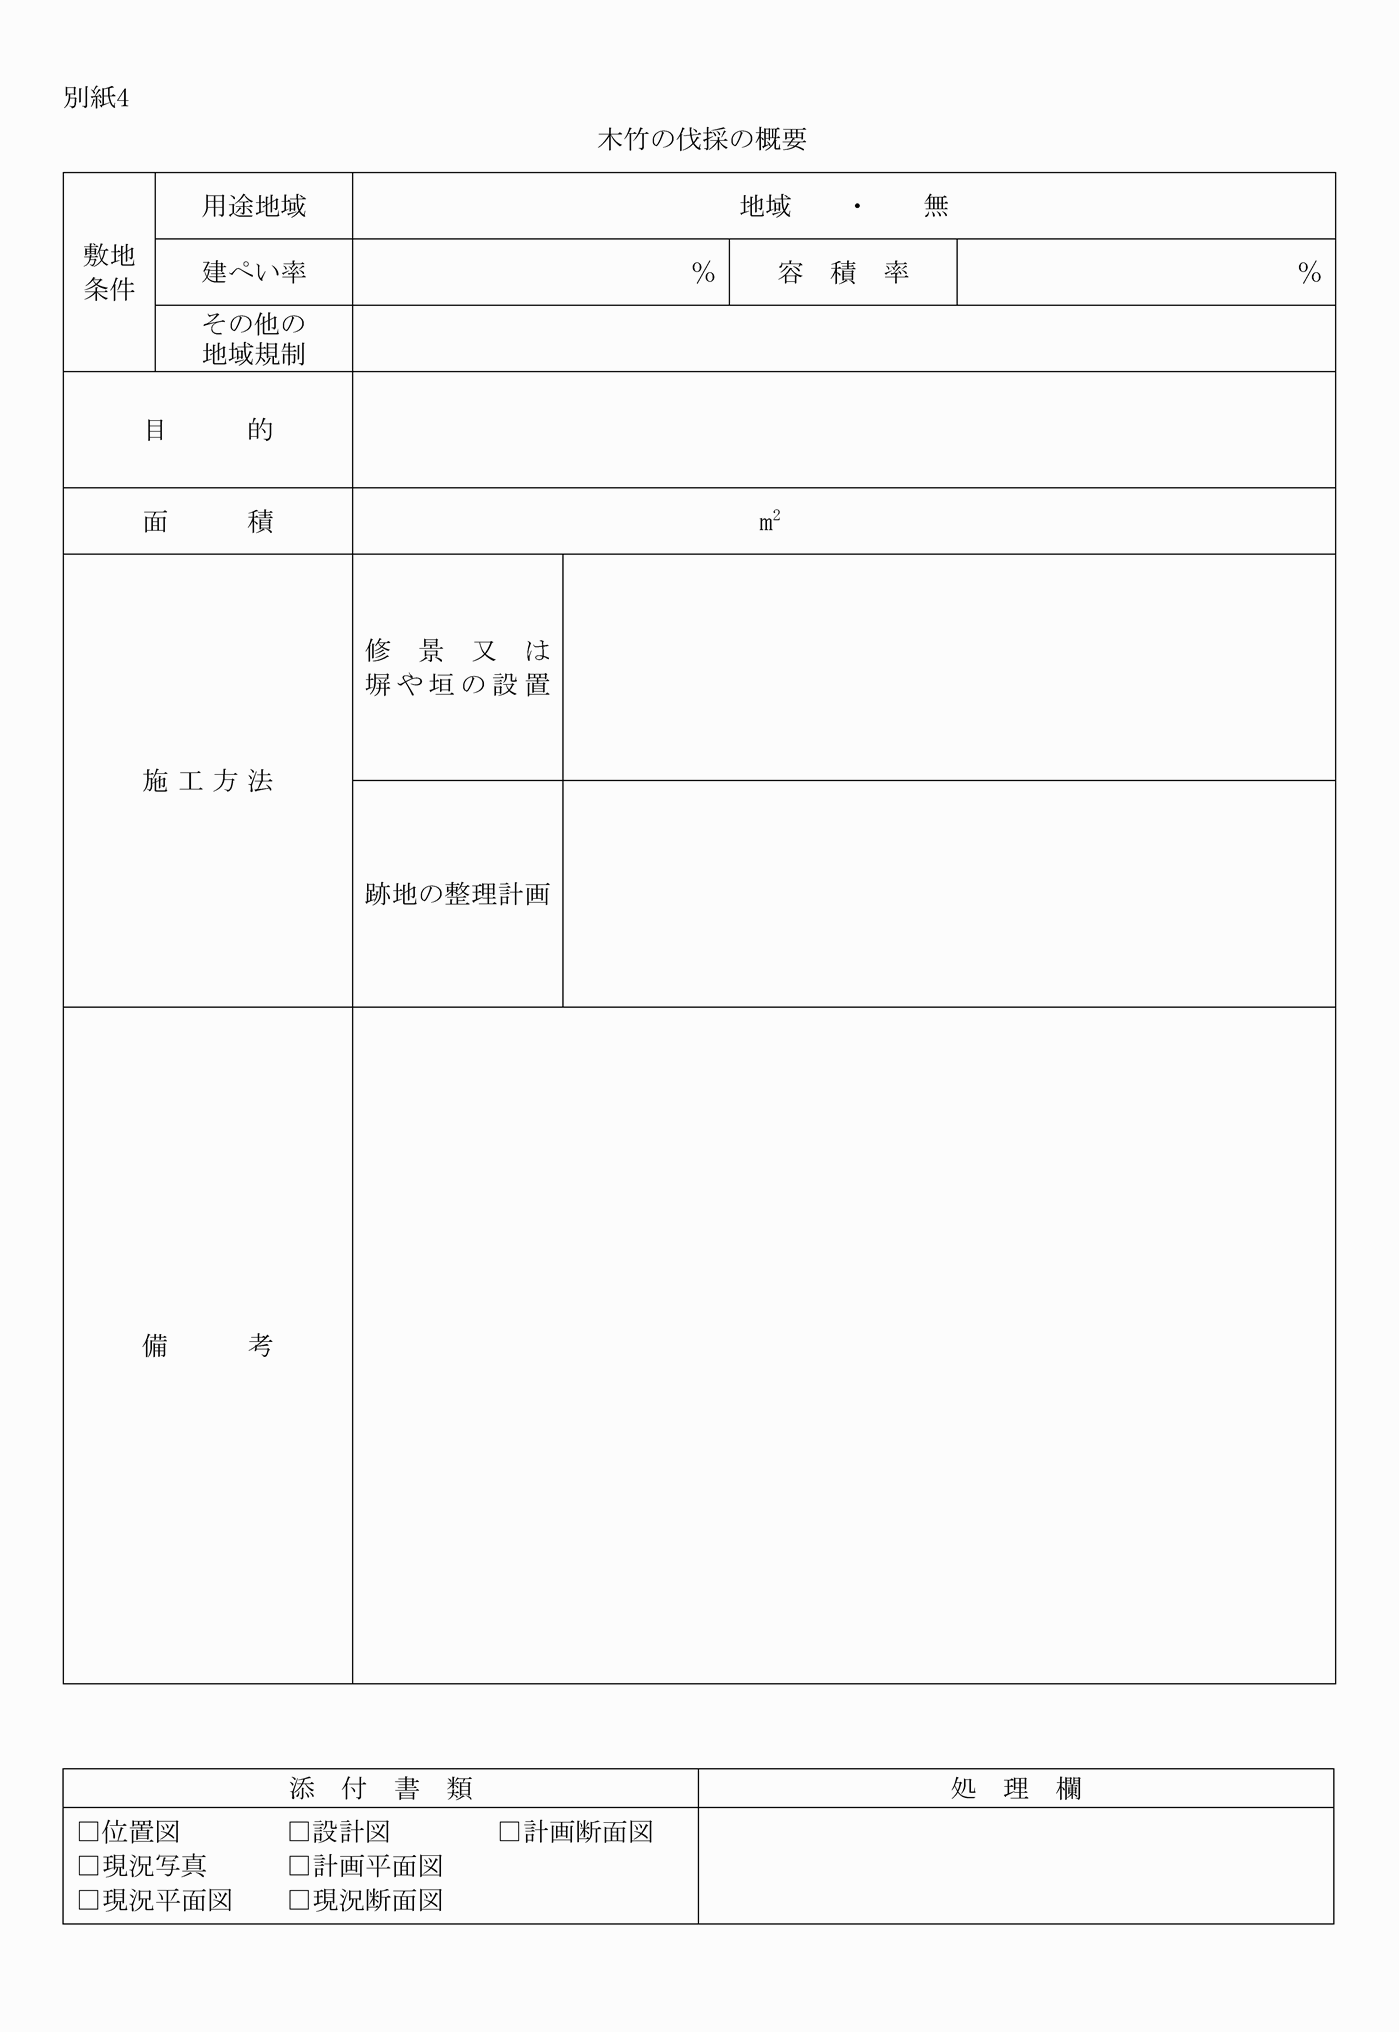 別紙4
木竹の伐採の概要
敷地
条件
用途地域
地域　　・　　無
建ぺい率
％
容　積　率
％
その他の
地域規制
目　　　的
面　　　積
㎡
施工方法
修景又は
塀や垣の設置
跡地の整理計画
備　　　考
添　付　書　類
処　理　欄
□位置図　　□設計図　　□計画断面図
□現況写真　　□計画平面図
□現況平面図　　□現況断面図